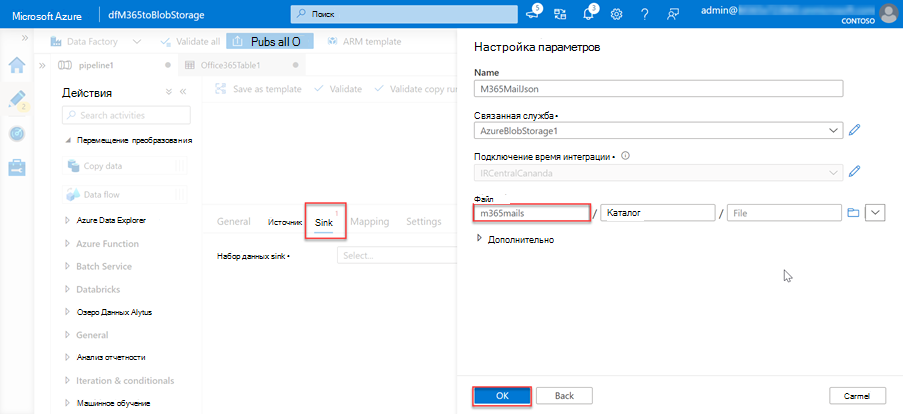 Microsoft Azure
dfM365toBlobStorage
Поиск
5
3
admin@
CONTOSO
Data Factory
Validate all
Pubs all O
ARM template
pipeline1
Office365Table1
2
Действия
Search activities
Перемещение преобразования
Copy data
Data flow
Azure Data Explorer
Azure Function
Batch Service
Databricks
Озеро Данных Alytus
General
Анализ отчетности
Iteration & conditionals
Машинное обучение
Save as template
Validate
Validate copy run
General
Источник
Sink
1
Mapping
Settings
Набор данных sink •
Select...
Настройка параметров
Name
M365MailJson
Связанная служба •
AzureBlobStorage1
Подключение время интеграции •
IRCentralCananda
Файл
m365mails / Каталог / File
Дополнительно
OK
Back
Carmel